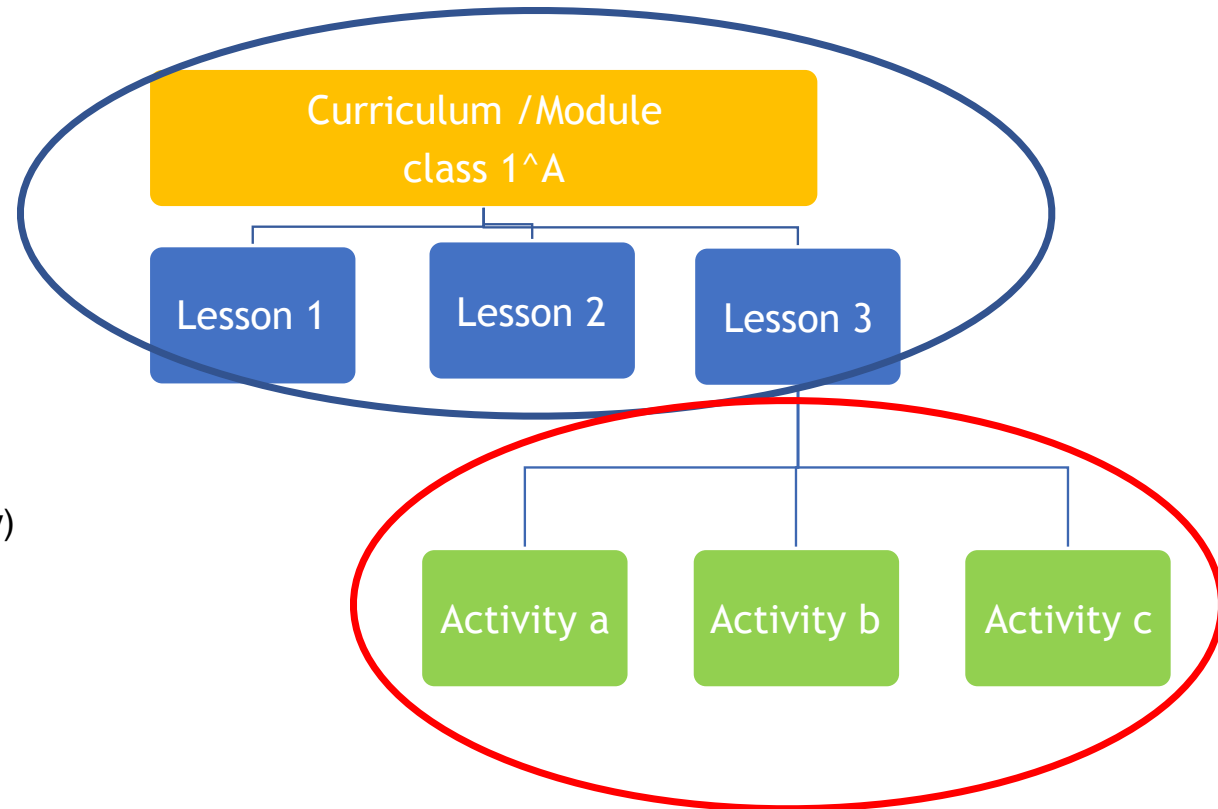 Curriculum /Module
class 1^A
Lesson 1
Lesson 2
Lesson 3
Activity a
Activity b
Activity c